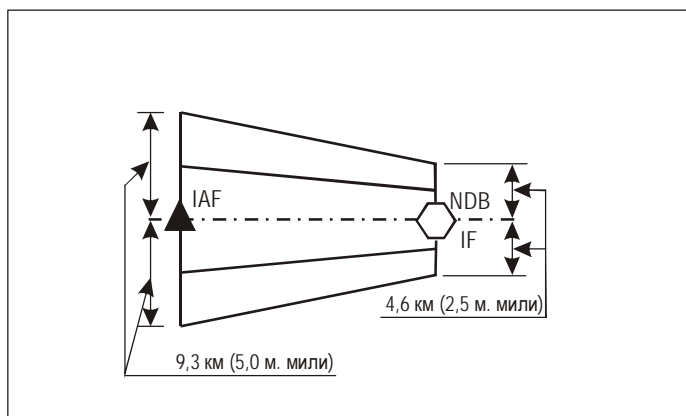 IAF
NDB
IF
4,6 км (2,5 м. мили)
9,3 км (5,0 м. мили)